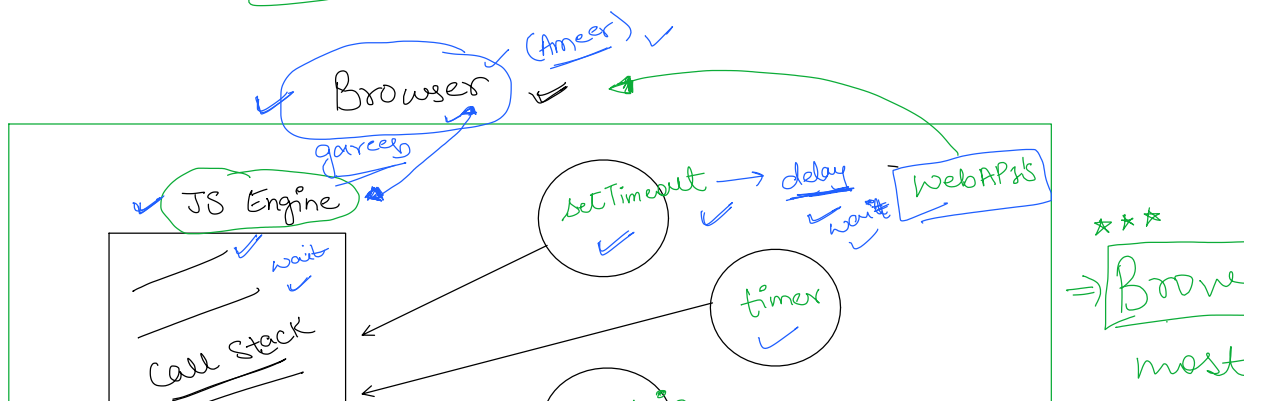 (Ameer)
Browser
gareeb
JS Engine
setTimeout → delay
WebAPIs
wait
wait
timer
⇒ Brow
Call Stack
most